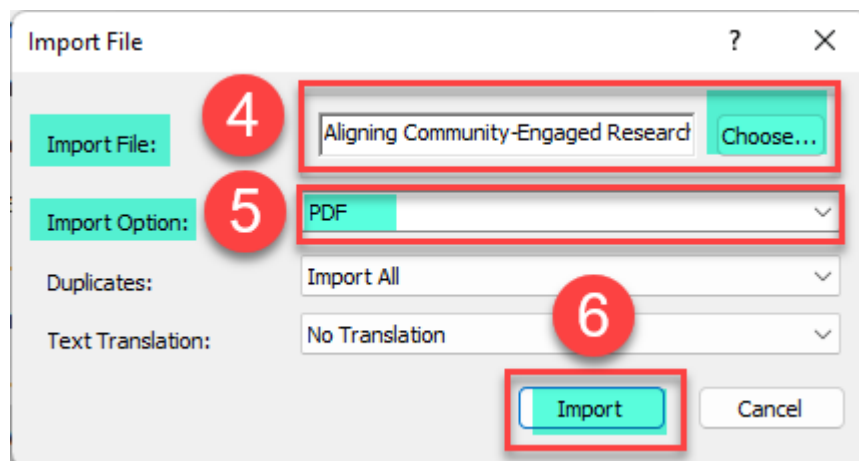 Import File ? ×
4
Import File: Aligning Community-Engaged Research Choose...
5
Import Option: PDF
Duplicates: Import All
6
Text Translation: No Translation
Import Cancel